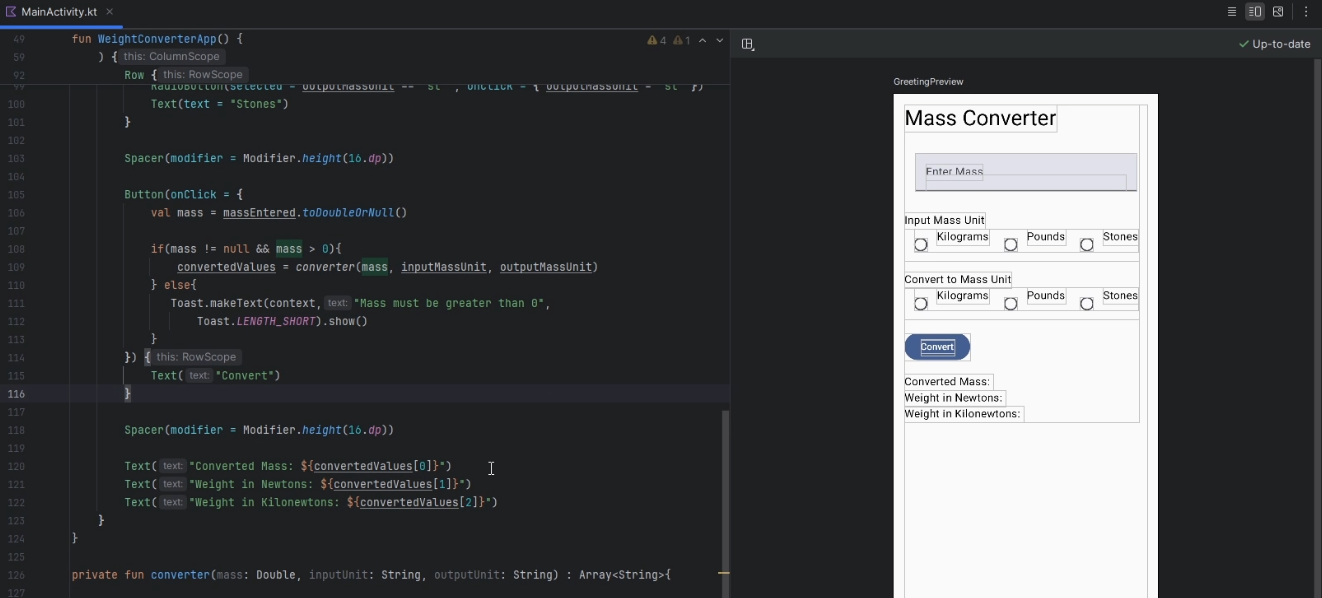 MainActivity.kt
49 fun WeightConverterApp() {
4 1
59 ) { this: ColumnScope
92 Row { this: RowScope
99 RadioButton(selected = outputMassUnit == "st" , onClick = { outputMassUnit = "st" })
100 Text(text = "Stones")
101 }
102
103 Spacer(modifier = Modifier.height(16.dp))
104
105 Button(onClick = {
106 val mass = massEntered.toDoubleOrNull()
107
108 if(mass != null && mass > 0){
109 convertedValues = converter(mass, inputMassUnit, outputMassUnit)
110 } else{
111 Toast.makeText(context, text: "Mass must be greater than 0",
112 Toast.LENGTH_SHORT).show()
113 }
114 }) { this: RowScope
115 Text( text: "Convert")
116 }
117
118 Spacer(modifier = Modifier.height(16.dp))
119
120 Text( text: "Converted Mass: ${convertedValues[0]}")
121 Text( text: "Weight in Newtons: ${convertedValues[1]}")
122 Text( text: "Weight in Kilonewtons: ${convertedValues[2]}")
123 }
124 }
125
126 private fun converter(mass: Double, inputUnit: String, outputUnit: String) : Array<String>{
127
Up-to-date
GreetingPreview
Mass Converter
Enter Mass
Input Mass Unit
Kilograms Pounds Stones
Convert to Mass Unit
Kilograms Pounds Stones
Convert
Converted Mass:
Weight in Newtons:
Weight in Kilonewtons: